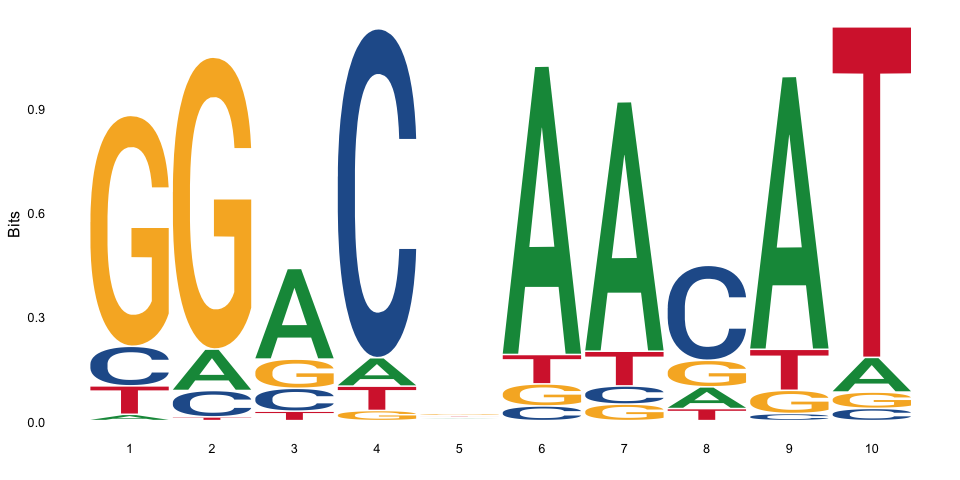 Bits
0.9
0.6
0.3
0.0
G G A C A A C A T
C A G A T T G T A
T C C T G C A G G
A T T G C G T C C
1 2 3 4 5 6 7 8 9 10